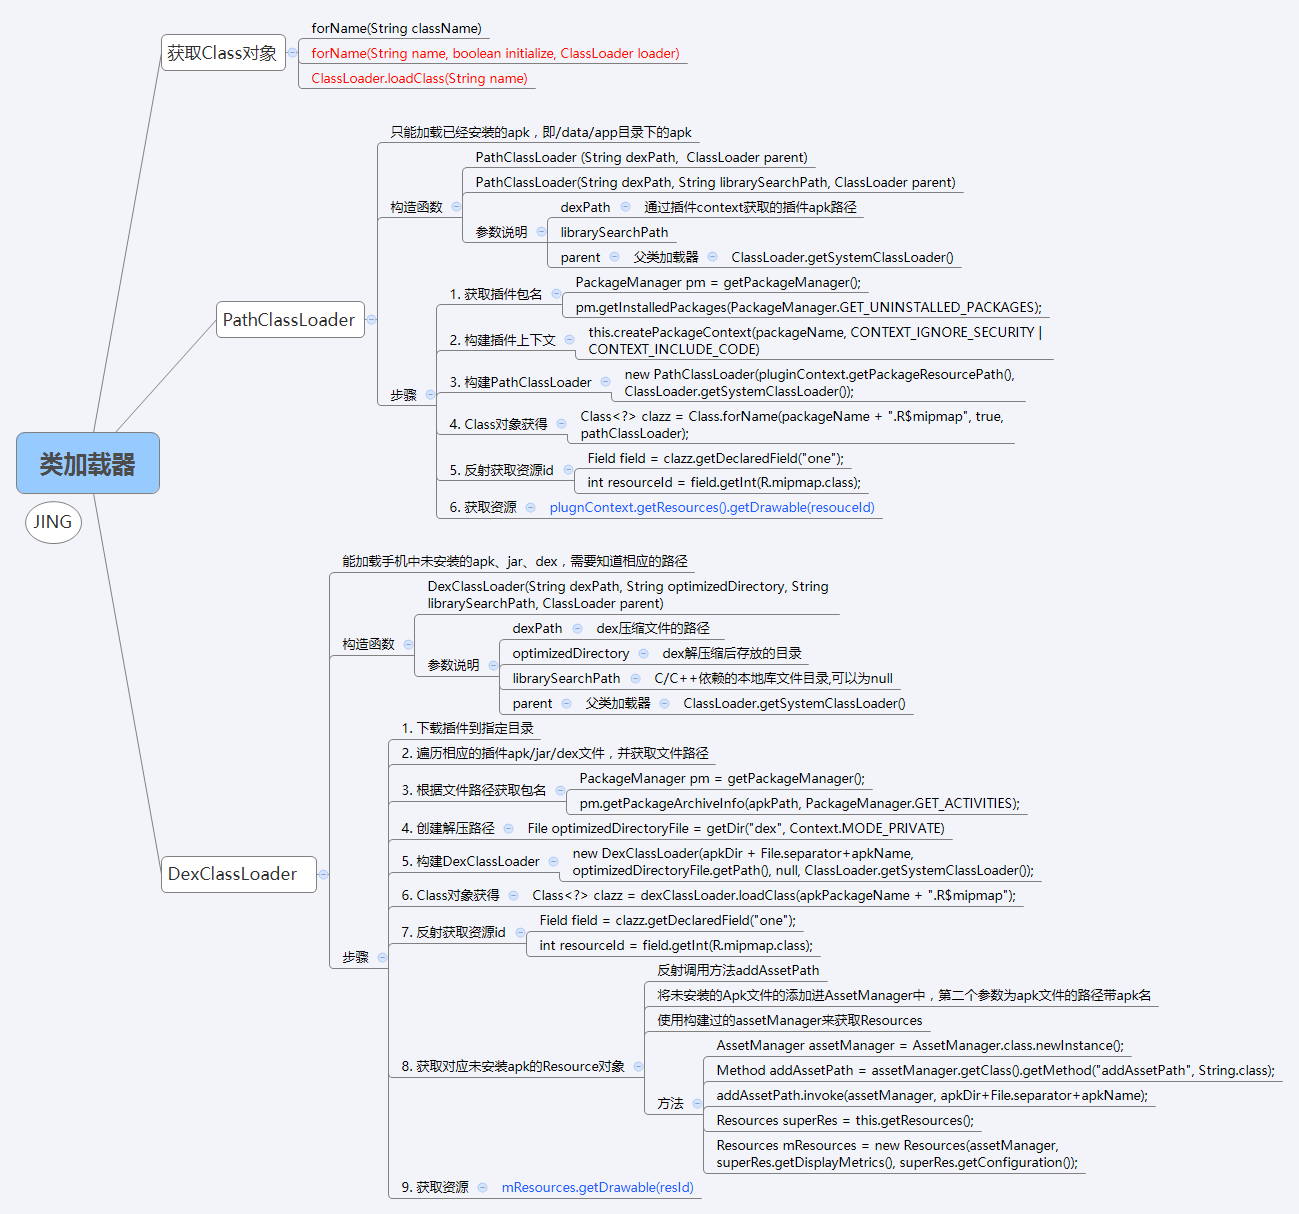 类加载器
JING
获取Class对象
forName(String className)
forName(String name, boolean initialize, ClassLoader loader)
ClassLoader.loadClass(String name)
PathClassLoader
只能加载已经安装的apk，即/data/app目录下的apk
构造函数
PathClassLoader (String dexPath,  ClassLoader parent)
PathClassLoader(String dexPath, String librarySearchPath, ClassLoader parent)
参数说明
dexPath
通过插件context获取的插件apk路径
librarySearchPath
parent
父类加载器
ClassLoader.getSystemClassLoader()
步骤
1. 获取插件包名
PackageManager pm = getPackageManager();
pm.getInstalledPackages(PackageManager.GET_UNINSTALLED_PACKAGES);
2. 构建插件上下文
this.createPackageContext(packageName, CONTEXT_IGNORE_SECURITY |
CONTEXT_INCLUDE_CODE)
3. 构建PathClassLoader
new PathClassLoader(pluginContext.getPackageResourcePath(),
ClassLoader.getSystemClassLoader());
4. Class对象获得
Class<?> clazz = Class.forName(packageName + ".R$mipmap", true,
pathClassLoader);
5. 反射获取资源id
Field field = clazz.getDeclaredField("one");
int resourceId = field.getInt(R.mipmap.class);
6. 获取资源
plugnContext.getResources().getDrawable(resouceId)
DexClassLoader
能加载手机中未安装的apk、jar、dex，需要知道相应的路径
构造函数
DexClassLoader(String dexPath, String optimizedDirectory, String
librarySearchPath, ClassLoader parent)
参数说明
dexPath
dex压缩文件的路径
optimizedDirectory
dex解压缩后存放的目录
librarySearchPath
C/C++依赖的本地库文件目录,可以为null
parent
父类加载器
ClassLoader.getSystemClassLoader()
步骤
1. 下载插件到指定目录
2. 遍历相应的插件apk/jar/dex文件，并获取文件路径
3. 根据文件路径获取包名
PackageManager pm = getPackageManager();
pm.getPackageArchiveInfo(apkPath, PackageManager.GET_ACTIVITIES);
4. 创建解压路径
File optimizedDirectoryFile = getDir("dex", Context.MODE_PRIVATE)
5. 构建DexClassLoader
new DexClassLoader(apkDir + File.separator+apkName,
optimizedDirectoryFile.getPath(), null, ClassLoader.getSystemClassLoader());
6. Class对象获得
Class<?> clazz = dexClassLoader.loadClass(apkPackageName + ".R$mipmap");
7. 反射获取资源id
Field field = clazz.getDeclaredField("one");
int resourceId = field.getInt(R.mipmap.class);
8. 获取对应未安装apk的Resource对象
反射调用方法addAssetPath
将未安装的Apk文件的添加进AssetManager中，第二个参数为apk文件的路径带apk名
使用构建过的assetManager来获取Resources
方法
AssetManager assetManager = AssetManager.class.newInstance();
Method addAssetPath = assetManager.getClass().getMethod("addAssetPath", String.class);
addAssetPath.invoke(assetManager, apkDir+File.separator+apkName);
Resources superRes = this.getResources();
Resources mResources = new Resources(assetManager,
superRes.getDisplayMetrics(), superRes.getConfiguration());
9. 获取资源
mResources.getDrawable(resId)